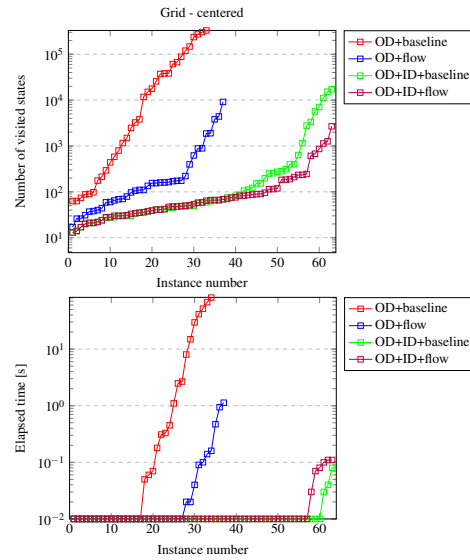 Grid - centered
Number of visited states
10^5
10^4
10^3
10^2
10^1
0 10 20 30 40 50 60
Instance number
OD+baseline
OD+flow
OD+ID+baseline
OD+ID+flow
Elapsed time [s]
10^1
10^0
10^−1
10^−2
0 10 20 30 40 50 60
Instance number
OD+baseline
OD+flow
OD+ID+baseline
OD+ID+flow